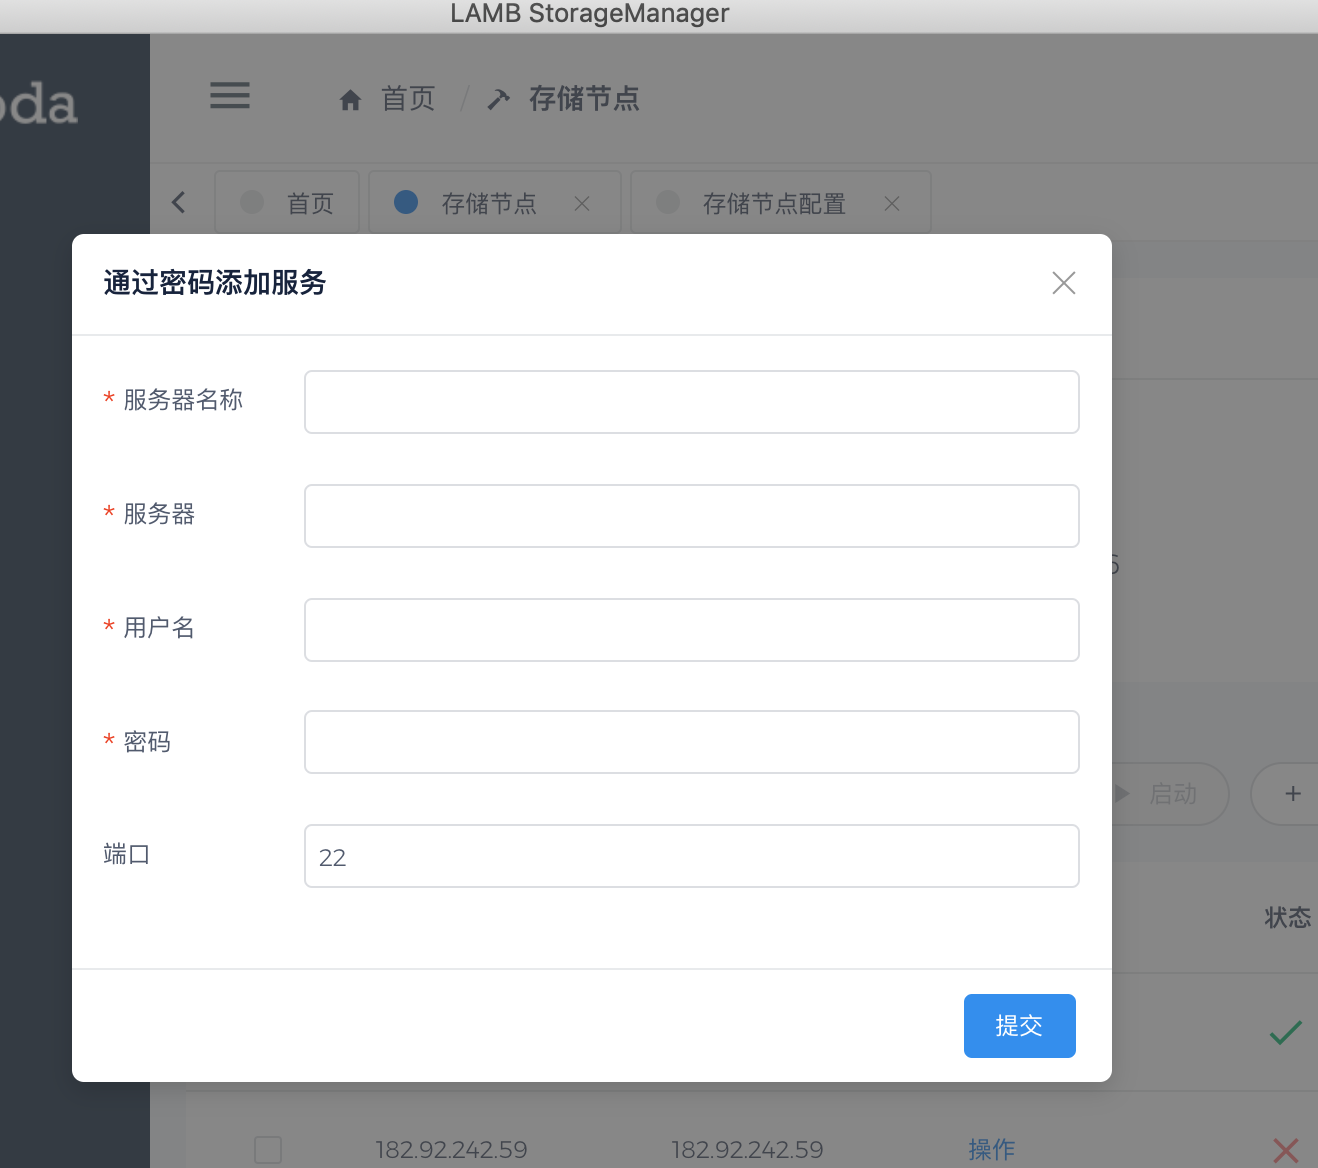 LAMB StorageManager
oda
首页 / 存储节点
首页 存储节点 存储节点配置
通过密码添加服务
* 服务器名称
* 服务器
* 用户名
* 密码
端口 22
启动 +
状态
提交
182.92.242.59 182.92.242.59 操作